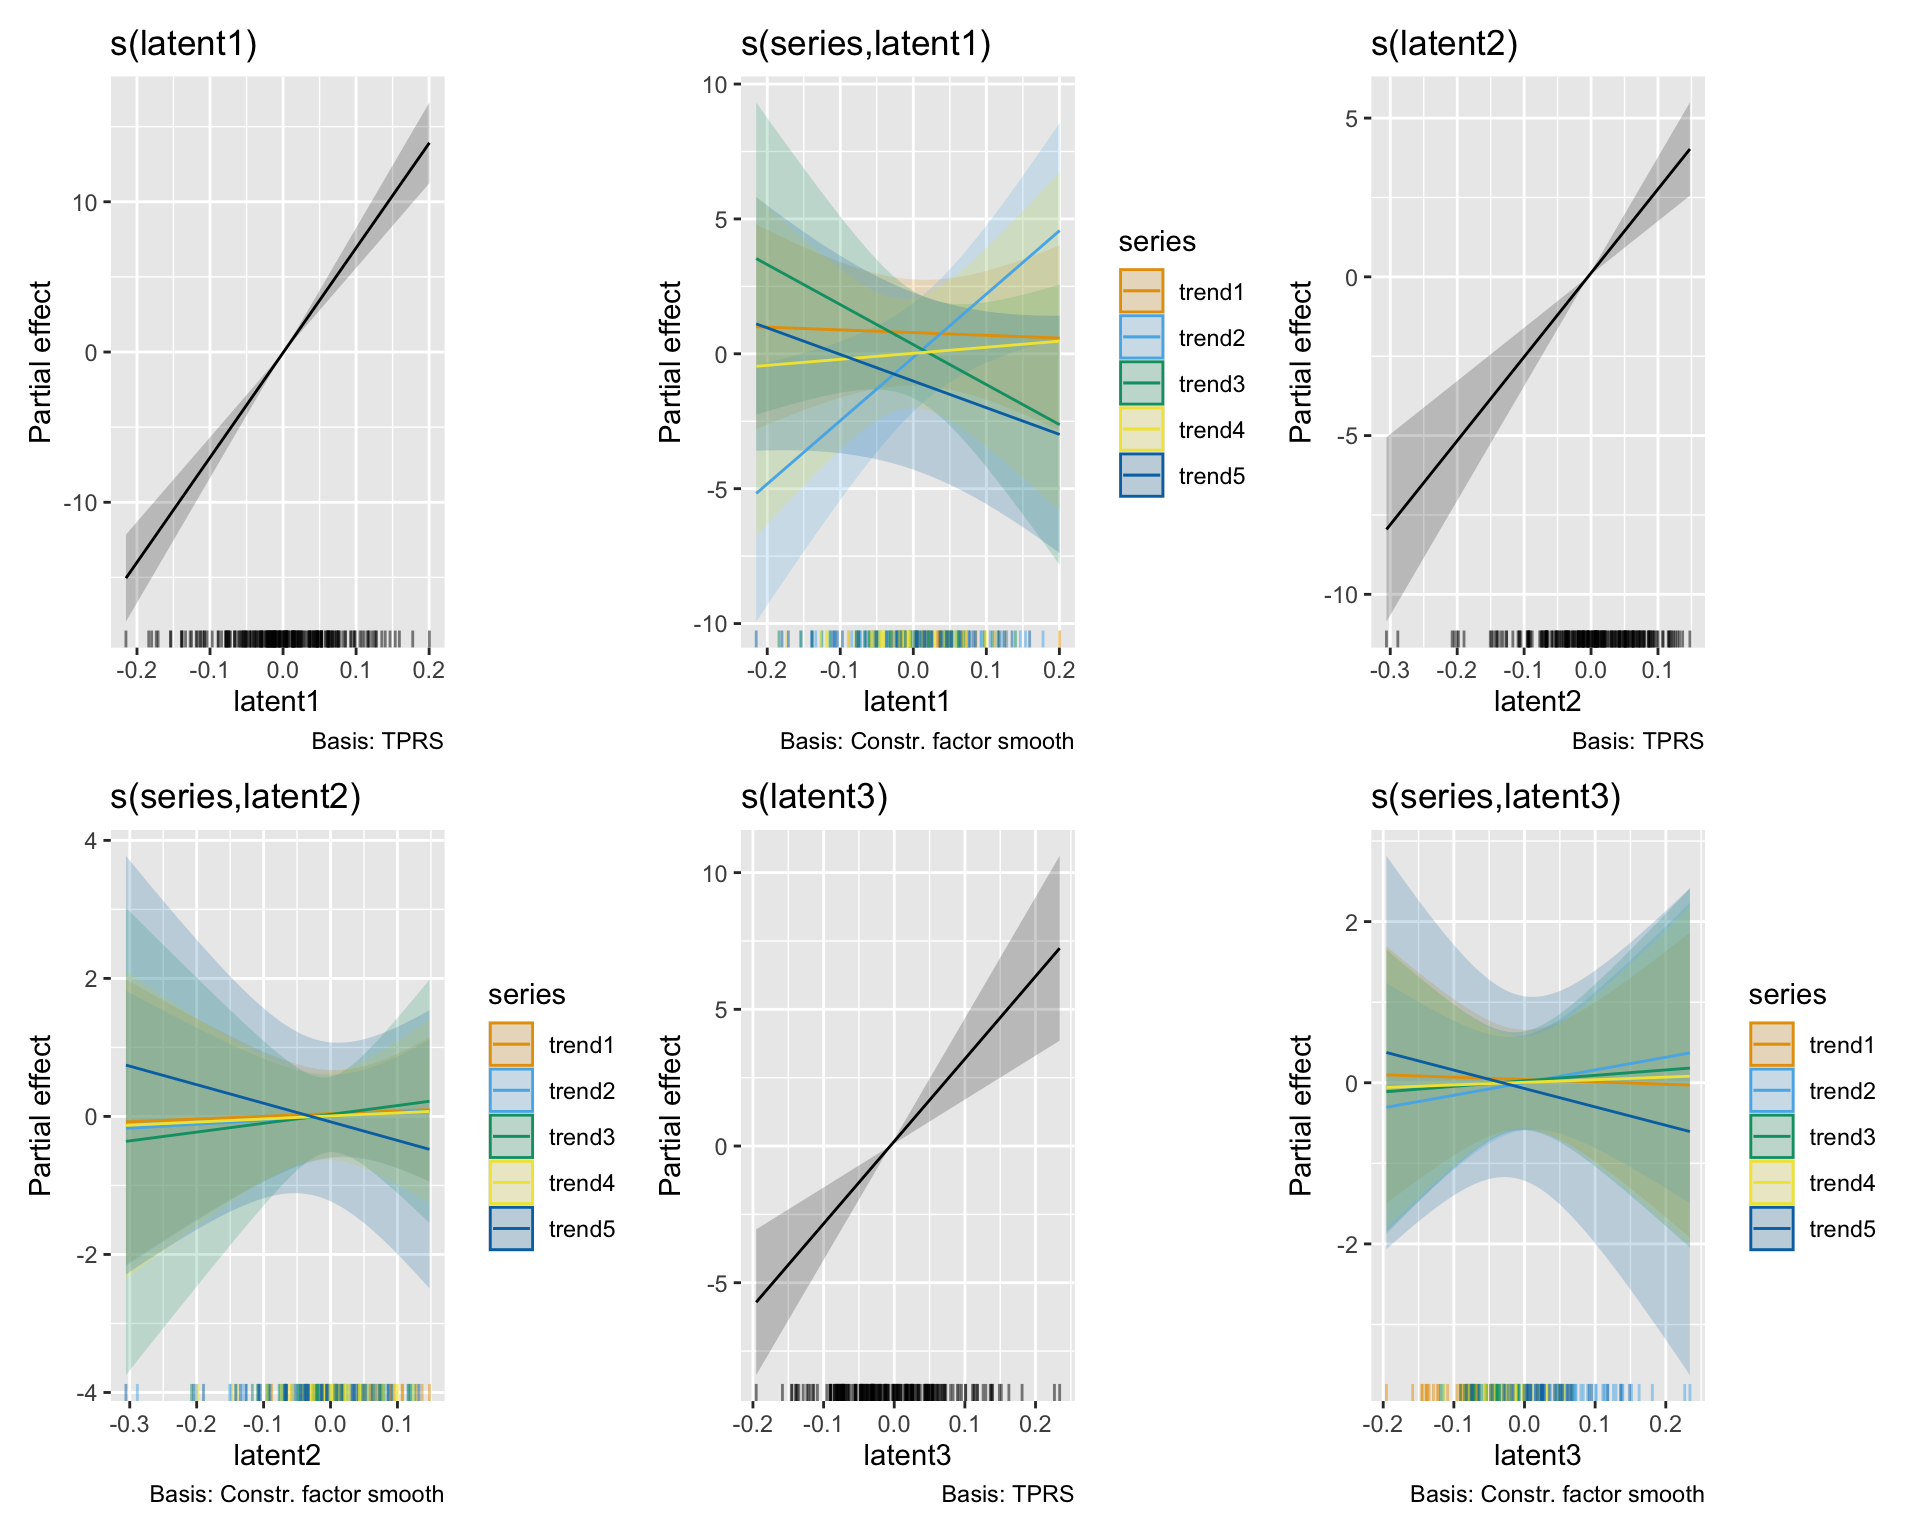 s(latent1)
Partial effect
10
0
-10
-0.2 -0.1 0.0 0.1 0.2
latent1
Basis: TPRS
s(series,latent1)
Partial effect
10
5
0
-5
-10
-0.2 -0.1 0.0 0.1 0.2
latent1
Basis: Constr. factor smooth
series
trend1
trend2
trend3
trend4
trend5
s(latent2)
Partial effect
5
0
-5
-10
-0.3 -0.2 -0.1 0.0 0.1
latent2
Basis: TPRS
s(series,latent2)
Partial effect
4
2
0
-2
-4
-0.3 -0.2 -0.1 0.0 0.1
latent2
Basis: Constr. factor smooth
series
trend1
trend2
trend3
trend4
trend5
s(latent3)
Partial effect
10
5
0
-5
-0.2 -0.1 0.0 0.1 0.2
latent3
Basis: TPRS
s(series,latent3)
Partial effect
2
0
-2
-0.2 -0.1 0.0 0.1 0.2
latent3
Basis: Constr. factor smooth
series
trend1
trend2
trend3
trend4
trend5